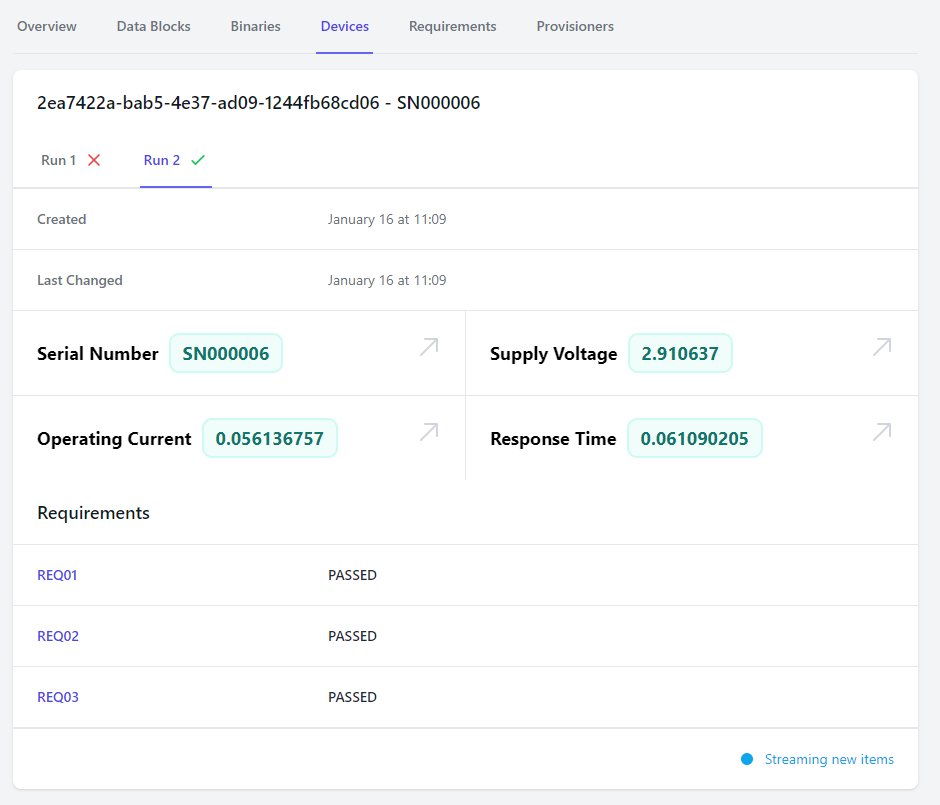 Overview Data Blocks Binaries Devices Requirements Provisioners
2ea7422a-bab5-4e37-ad09-1244fb68cd06 - SN000006
Run 1 Run 2
Created January 16 at 11:09
Last Changed January 16 at 11:09
Serial Number SN000006 Supply Voltage 2.910637
Operating Current 0.056136757 Response Time 0.061090205
Requirements
REQ01 PASSED
REQ02 PASSED
REQ03 PASSED
Streaming new items